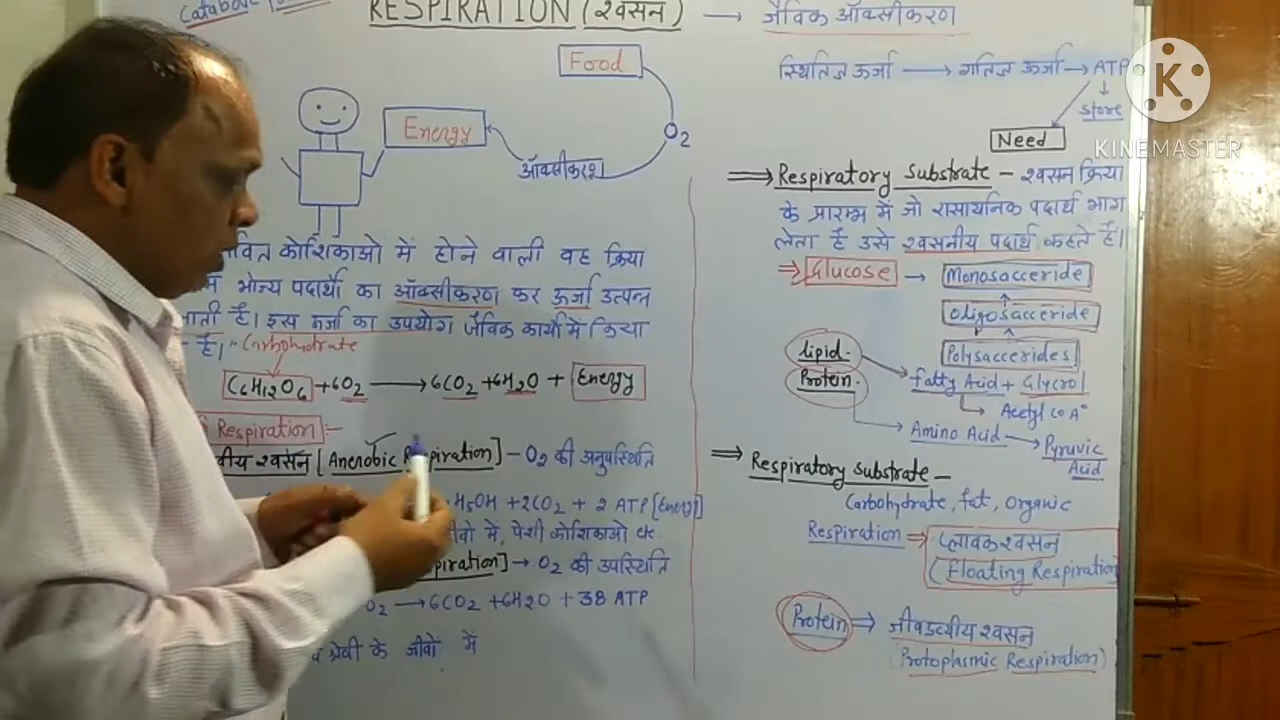 Catabolic
RESPIRATION (श्वसन) → जैविक ऑक्सीकरण
Food
O2
ऑक्सीकरण
Energy
कोशिकाओ में होने वाली वह क्रिया
भोज्य पदार्थो का ऑक्सीकरण कर ऊर्जा उत्पन्न
जाती है। इस ऊर्जा का उपयोग जैविक कार्यो में किया
है।" Carbohydrate
C6H12O6 + 6O2 → 6CO2 + 6H2O + Energy
Respiration :-
श्वसन [Anerobic Respiration] – O2 की अनुपस्थिति
H5OH + 2CO2 + 2 ATP [Energy]
में, पेशी कोशिकाओ etc.
] → O2 की उपस्थिति
O2 → 6CO2 + 6H2O + 38 ATP
श्रेणी के जीवों में
स्थितिज ऊर्जा → गतिज ऊर्जा → ATP
store
Need
K
KINEMASTER
⇒ Respiratory Substrate – श्वसन क्रिया
के प्रारम्भ में जो रासायनिक पदार्थ भाग
लेता है उसे श्वसनीय पदार्थ कहते है।
⇒ Glucose → Monosacceride
Oligosacceride
Polysaccerides
lipid.
Protein.
fatty Acid + Glycrol
Acetyl co A
Amino Acid → Pyruvic
Acid
⇒ Respiratory substrate –
Carbohydrate, fat, Organic
Respiration ⇒ प्लावक श्वसन
(Floating Respiration
Protein ⇒ जीवद्रव्यीय श्वसन
(Protoplasmic Respiration)